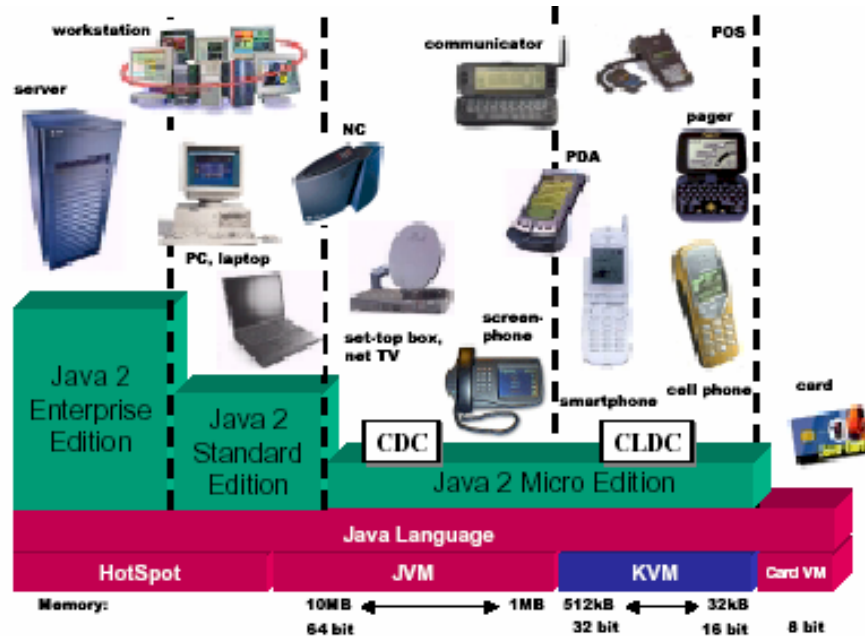 workstation
communicator
POS
server
NC
pager
PDA
PC, laptop
screen-
phone
set-top box,
net TV
smartphone
cell phone
card
Java 2
Enterprise
Edition
Java 2
Standard
Edition
CDC
CLDC
Java 2 Micro Edition
Java Language
HotSpot
JVM
KVM
Card VM
Memory:
10MB
1MB
512kB
32kB
64 bit
32 bit
16 bit
8 bit